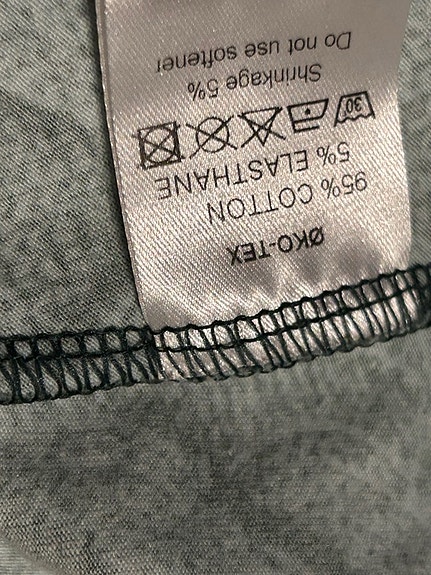 ØKO-TEX
95% COTTON
5% ELASTHANE
30
Shrinkage 5%
Do not use softener